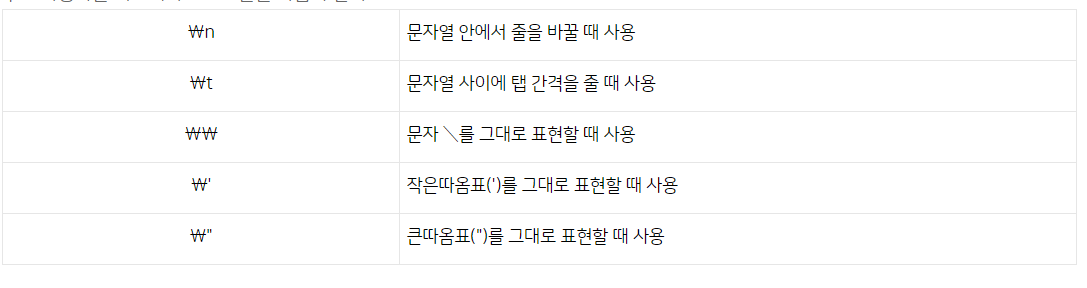 ₩n 문자열 안에서 줄을 바꿀 때 사용
₩t 문자열 사이에 탭 간격을 줄 때 사용
₩₩ 문자 \를 그대로 표현할 때 사용
₩' 작은따옴표(')를 그대로 표현할 때 사용
₩" 큰따옴표(")를 그대로 표현할 때 사용